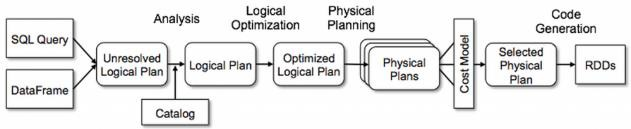 Analysis
Logical
Optimization
Physical
Planning
Code
Generation
SQL Query
DataFrame
Unresolved
Logical Plan
Catalog
Logical Plan
Optimized
Logical Plan
Physical
Plans
Cost Model
Selected
Physical
Plan
RDDs